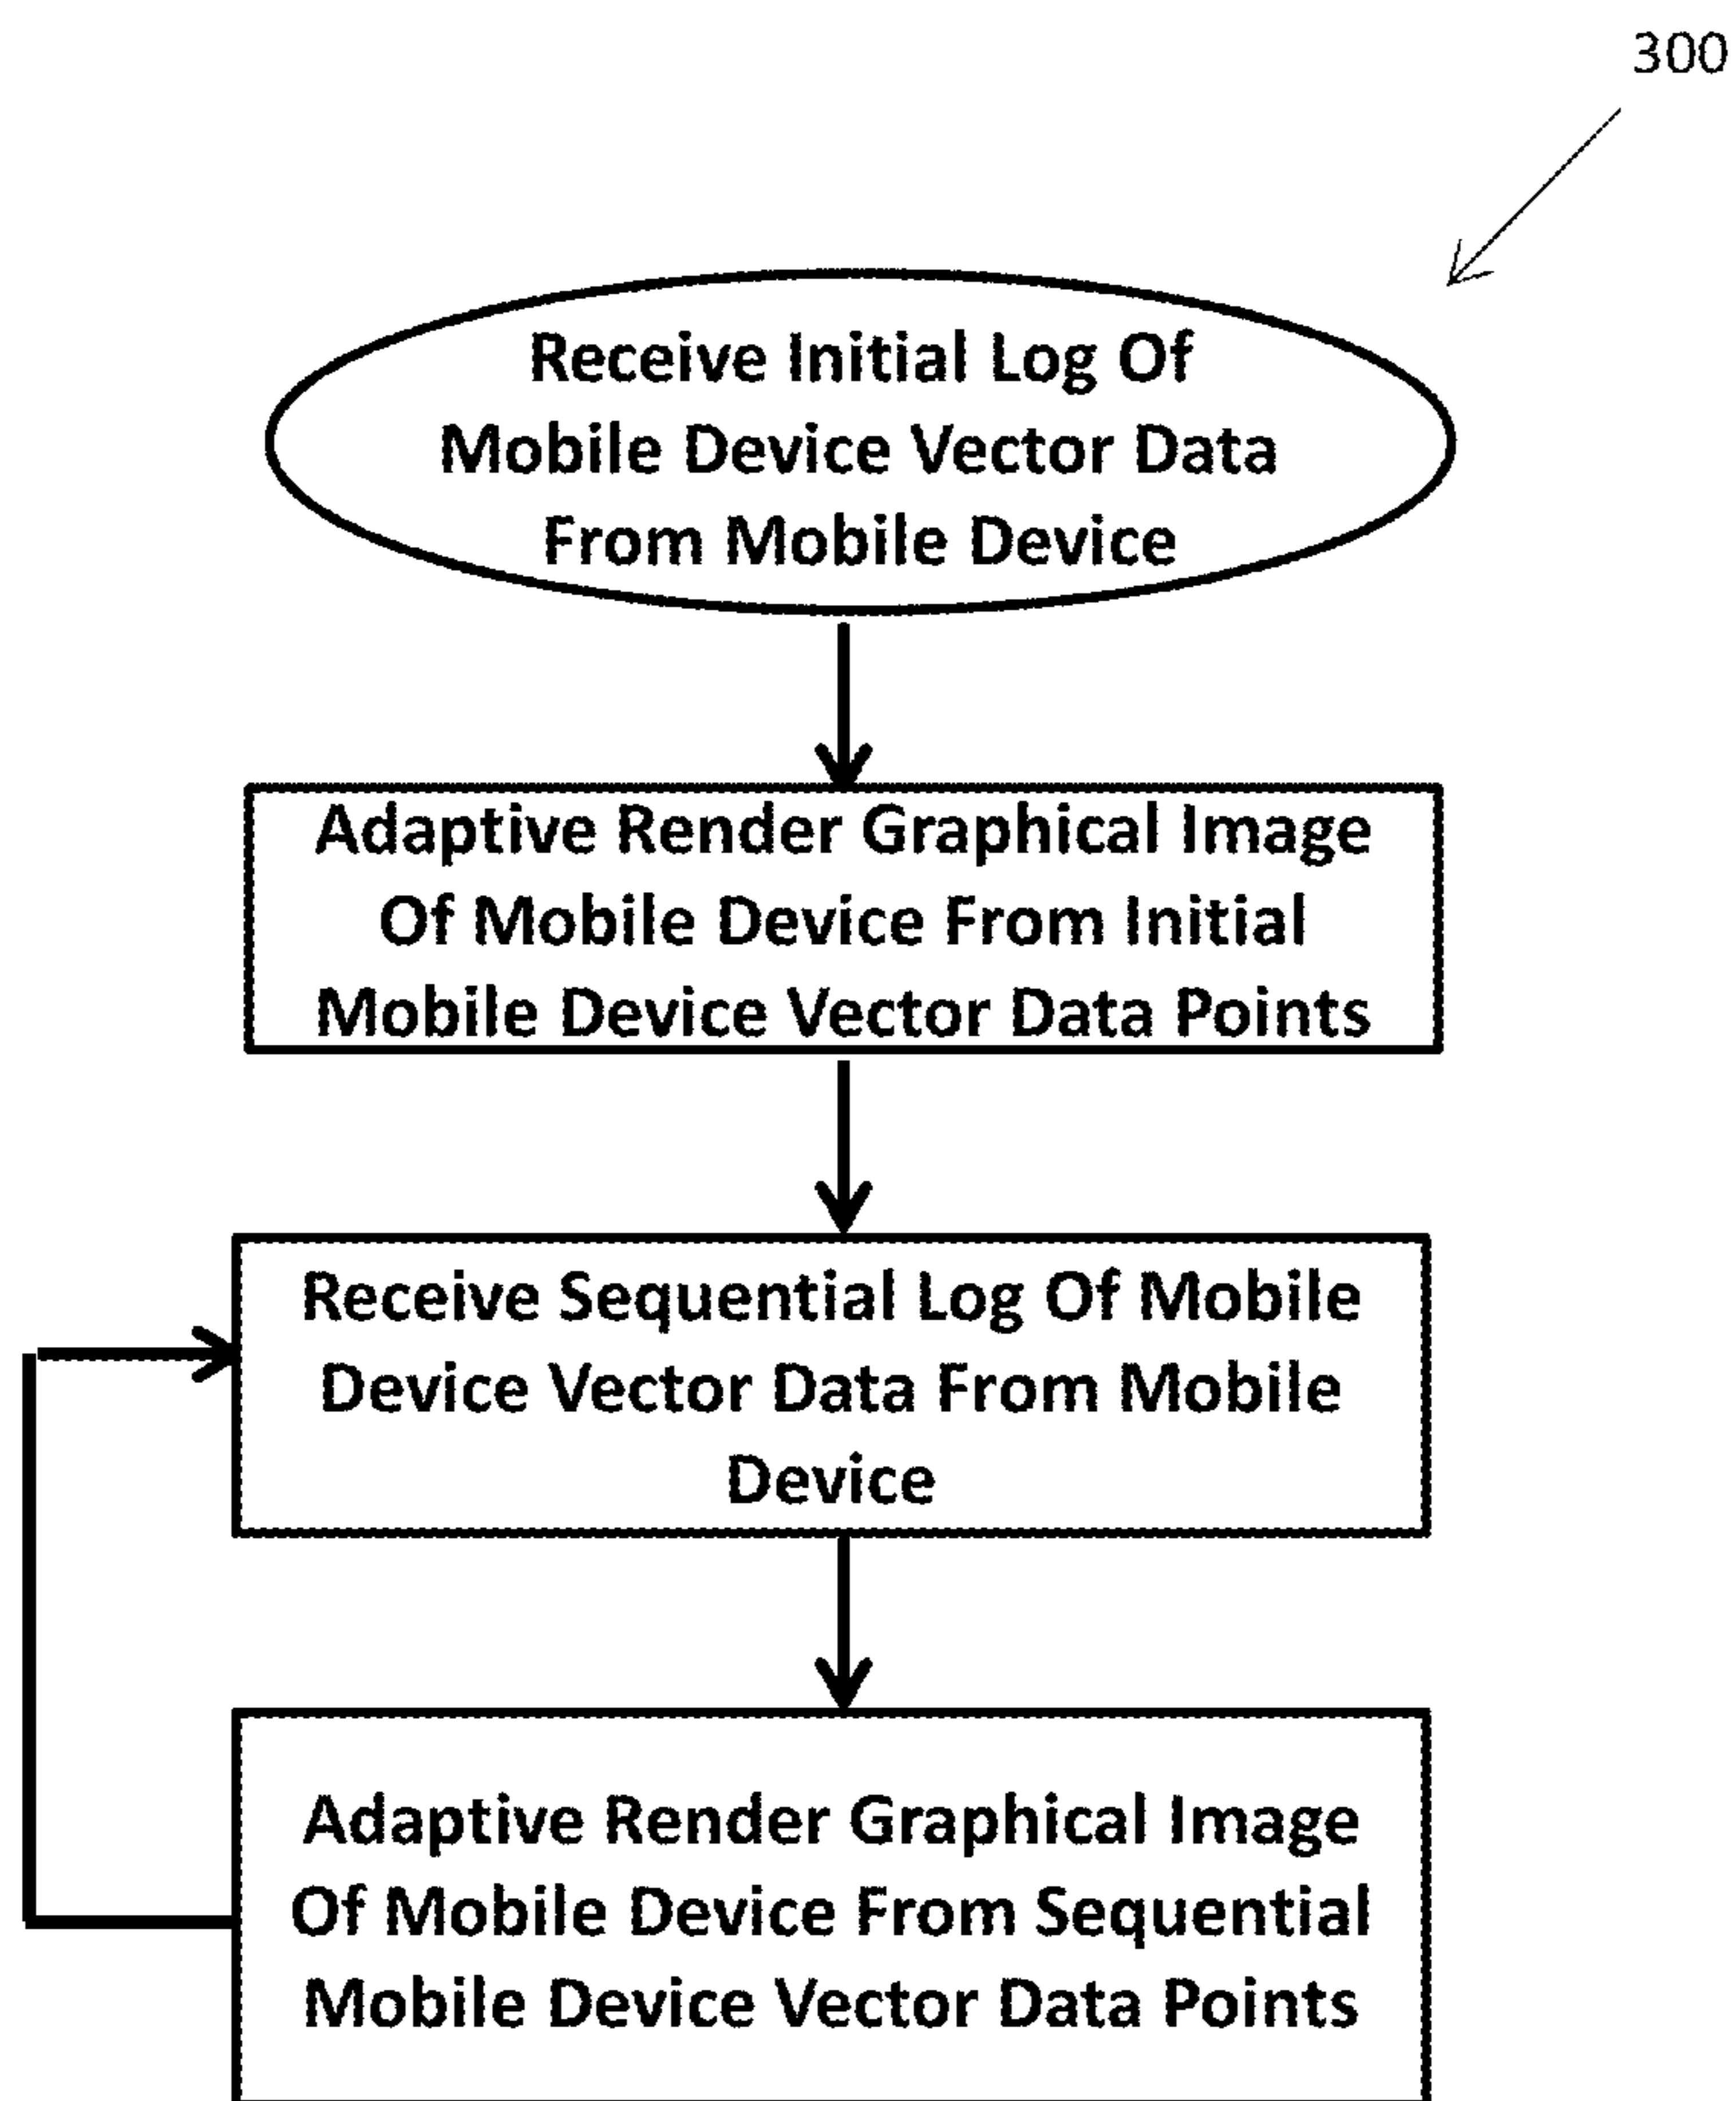 300
Receive Initial Log Of
Mobile Device Vector Data
From Mobile Device
Adaptive Render Graphical Image
Of Mobile Device From Initial
Mobile Device Vector Data Points
Receive Sequential Log Of Mobile
Device Vector Data From Mobile
Device
Adaptive Render Graphical Image
Of Mobile Device From Sequential
Mobile Device Vector Data Points